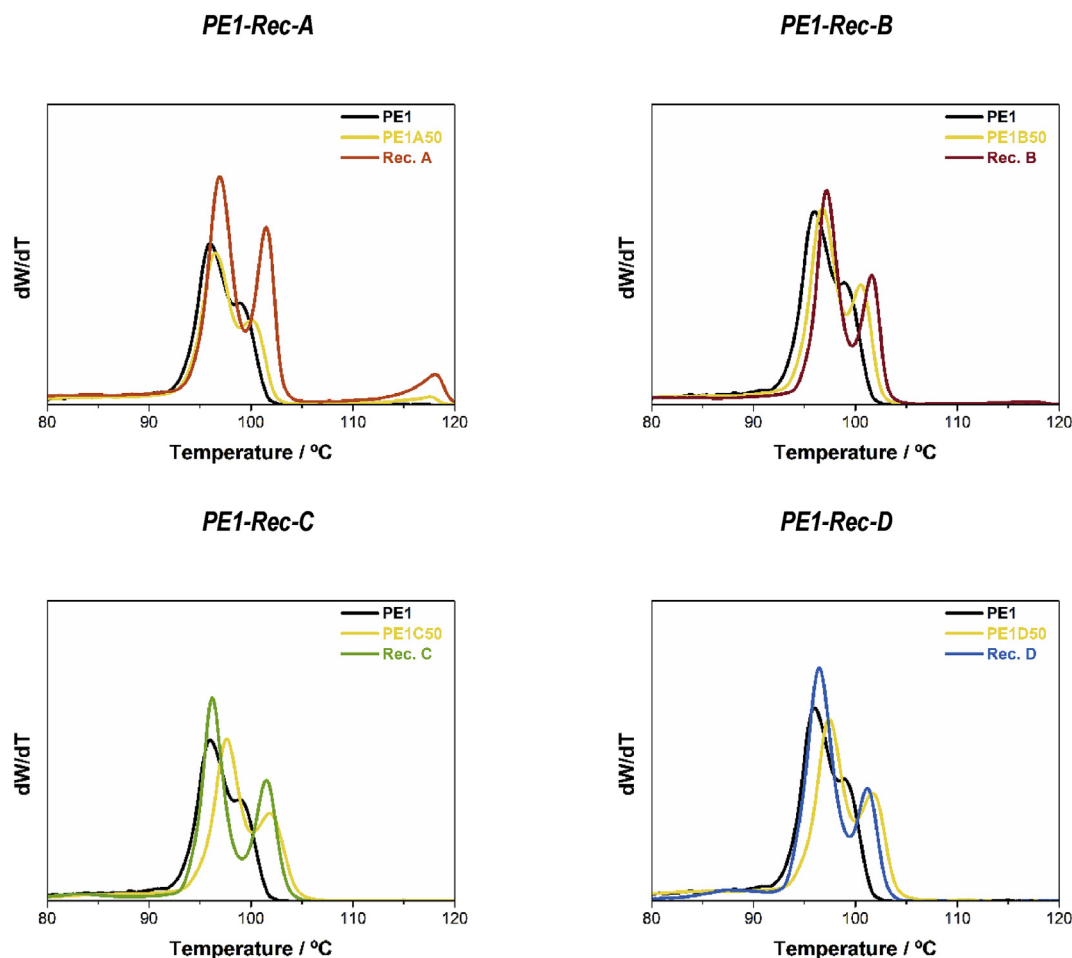 PE1-Rec-A
PE1
PE1A50
Rec. A
dW/dT
80 90 100 110 120
Temperature / ºC
PE1-Rec-B
PE1
PE1B50
Rec. B
dW/dT
80 90 100 110 120
Temperature / ºC
PE1-Rec-C
PE1
PE1C50
Rec. C
dW/dT
80 90 100 110 120
Temperature / ºC
PE1-Rec-D
PE1
PE1D50
Rec. D
dW/dT
80 90 100 110 120
Temperature / ºC